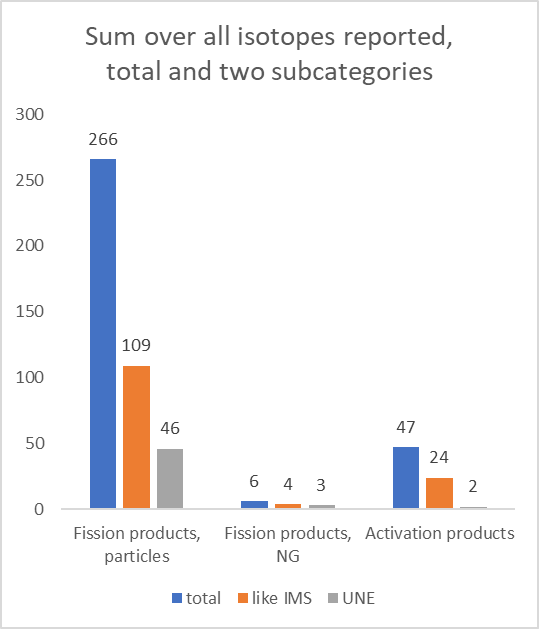 Sum over all isotopes reported,
total and two subcategories
300
266
250
200
150
109
100
50
46
47
24
6
4
3
2
0
Fission products,
particles
Fission products,
NG
Activation products
total
like IMS
UNE